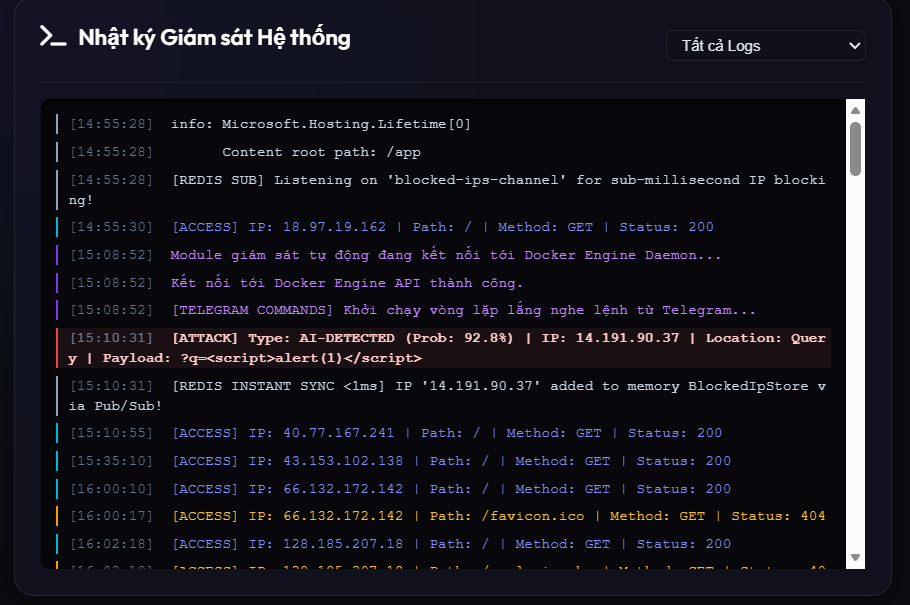 Nhật ký Giám sát Hệ thống
Tất cả Logs
[14:55:28] info: Microsoft.Hosting.Lifetime[0]
[14:55:28] Content root path: /app
[14:55:28] [REDIS SUB] Listening on 'blocked-ips-channel' for sub-millisecond IP blocki
ng!
[14:55:30] [ACCESS] IP: 18.97.19.162 | Path: / | Method: GET | Status: 200
[15:08:52] Module giám sát tự động đang kết nối tới Docker Engine Daemon...
[15:08:52] Kết nối tới Docker Engine API thành công.
[15:08:52] [TELEGRAM COMMANDS] Khởi chạy vòng lặp lắng nghe lệnh từ Telegram...
[15:10:31] [ATTACK] Type: AI-DETECTED (Prob: 92.8%) | IP: 14.191.90.37 | Location: Quer
y | Payload: ?q=<script>alert(1)</script>
[15:10:31] [REDIS INSTANT SYNC <1ms] IP '14.191.90.37' added to memory BlockedIpStore v
ia Pub/Sub!
[15:10:55] [ACCESS] IP: 40.77.167.241 | Path: / | Method: GET | Status: 200
[15:35:10] [ACCESS] IP: 43.153.102.138 | Path: / | Method: GET | Status: 200
[16:00:10] [ACCESS] IP: 66.132.172.142 | Path: / | Method: GET | Status: 200
[16:00:17] [ACCESS] IP: 66.132.172.142 | Path: /favicon.ico | Method: GET | Status: 404
[16:02:18] [ACCESS] IP: 128.185.207.18 | Path: / | Method: GET | Status: 200